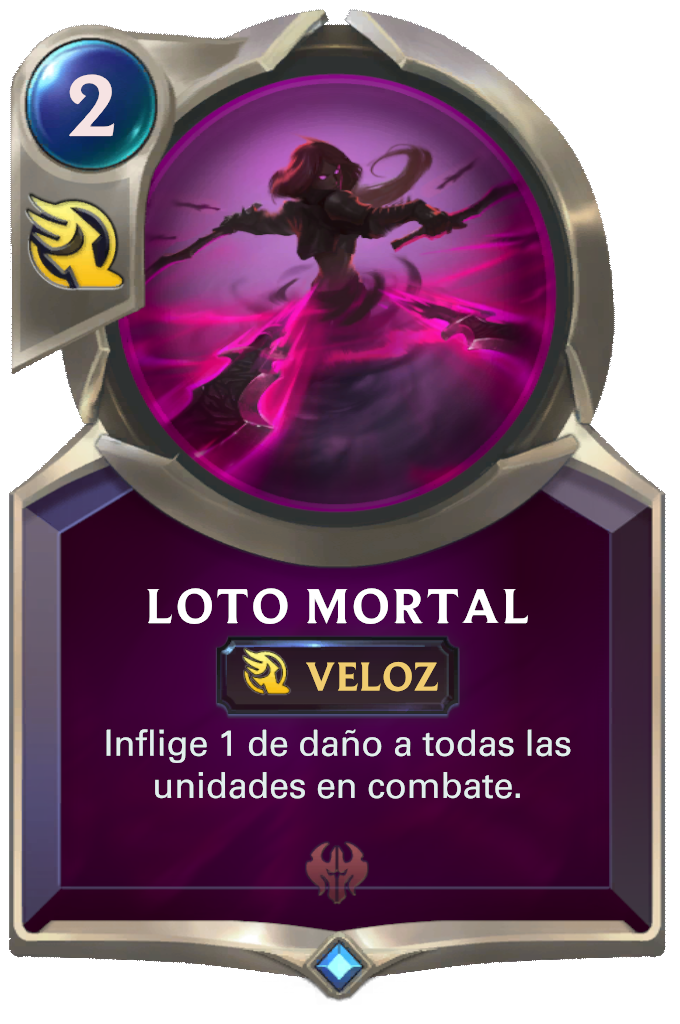 2
LOTO MORTAL
VELOZ
Inflige 1 de daño a todas las
unidades en combate.